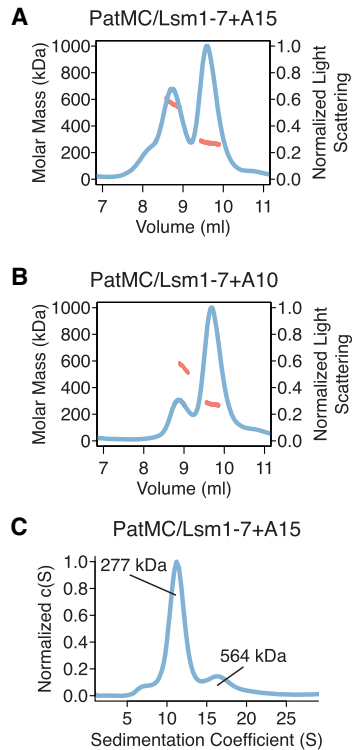 A
PatMC/Lsm1-7+A15
Molar Mass (kDa)
1000
800
600
400
200
0
1.0
0.8
0.6
0.4
0.2
0.0
Normalized Light
Scattering
7 8 9 10 11
Volume (ml)
B
PatMC/Lsm1-7+A10
Molar Mass (kDa)
1000
800
600
400
200
0
1.0
0.8
0.6
0.4
0.2
0.0
Normalized Light
Scattering
7 8 9 10 11
Volume (ml)
C
PatMC/Lsm1-7+A15
Normalized c(S)
1.0
0.8
0.6
0.4
0.2
0.0
277 kDa
564 kDa
5 10 15 20 25
Sedimentation Coefficient (S)